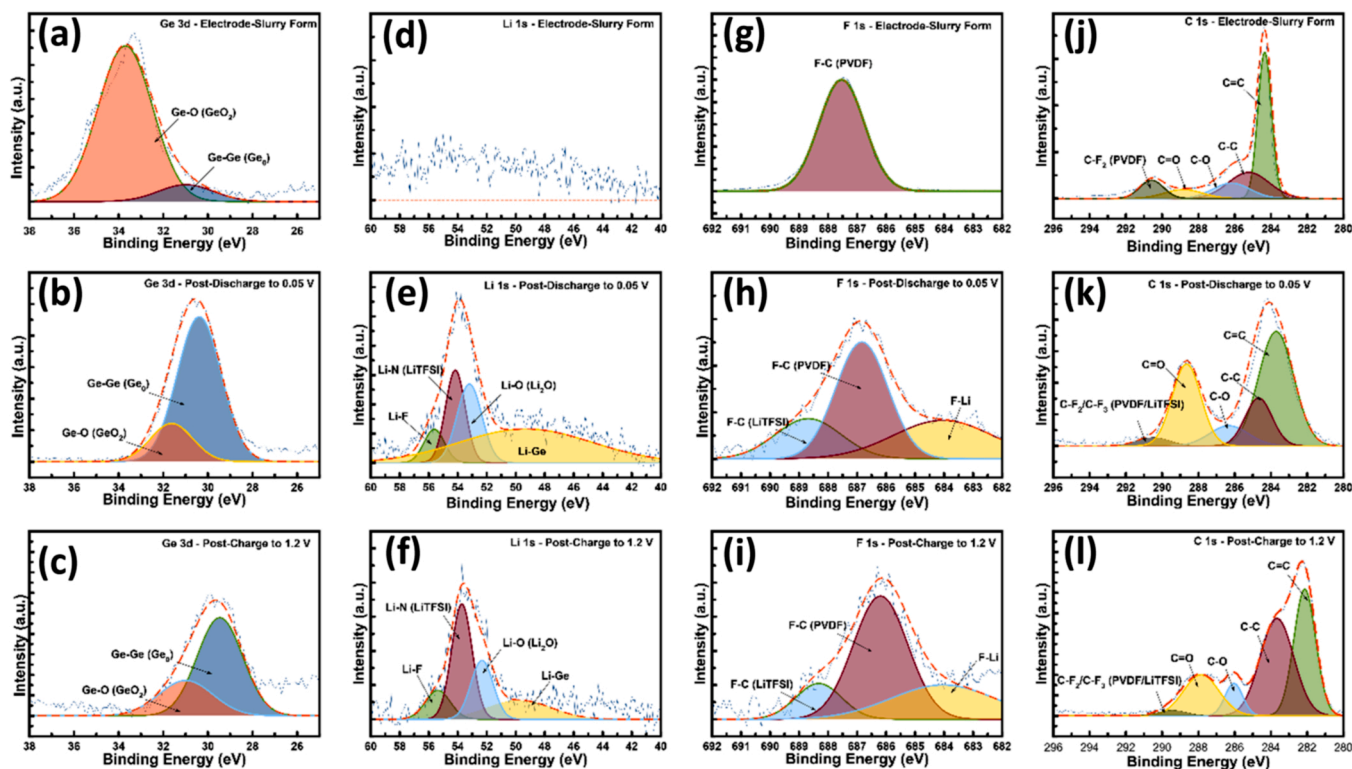 (a)
Ge 3d - Electrode-Slurry Form
Ge-O (GeO₂)
Ge-Ge (Ge₀)
Intensity (a.u.)
38 36 34 32 30 28 26
Binding Energy (eV)
(d)
Li 1s - Electrode-Slurry Form
Intensity (a.u.)
60 58 56 54 52 50 48 46 44 42 40
Binding Energy (eV)
(g)
F 1s - Electrode-Slurry Form
F-C (PVDF)
Intensity (a.u.)
692 691 690 689 688 687 686 685 684 683 682
Binding Energy (eV)
(j)
C 1s - Electrode-Slurry Form
C=C
C-C
C-O
C=O
C-F₂ (PVDF)
Intensity (a.u.)
296 294 292 290 288 286 284 282 280
Binding Energy (eV)
(b)
Ge 3d - Post-Discharge to 0.05 V
Ge-Ge (Ge₀)
Ge-O (GeO₂)
Intensity (a.u.)
38 36 34 32 30 28 26
Binding Energy (eV)
(e)
Li 1s - Post-Discharge to 0.05 V
Li-N (LiTFSI)
Li-O (Li₂O)
Li-F
Li-Ge
Intensity (a.u.)
60 58 56 54 52 50 48 46 44 42 40
Binding Energy (eV)
(h)
F 1s - Post-Discharge to 0.05 V
F-C (PVDF)
F-Li
F-C (LiTFSI)
Intensity (a.u.)
692 691 690 689 688 687 686 685 684 683 682
Binding Energy (eV)
(k)
C 1s - Post-Discharge to 0.05 V
C=C
C=O
C-C
C-O
C-F₂/C-F₃ (PVDF/LiTFSI)
Intensity (a.u.)
296 294 292 290 288 286 284 282 280
Binding Energy (eV)
(c)
Ge 3d - Post-Charge to 1.2 V
Ge-Ge (Ge₀)
Ge-O (GeO₂)
Intensity (a.u.)
38 36 34 32 30 28 26
Binding Energy (eV)
(f)
Li 1s - Post-Charge to 1.2 V
Li-N (LiTFSI)
Li-O (Li₂O)
Li-F
Li-Ge
Intensity (a.u.)
60 58 56 54 52 50 48 46 44 42 40
Binding Energy (eV)
(i)
F 1s - Post-Charge to 1.2 V
F-C (PVDF)
F-Li
F-C (LiTFSI)
Intensity (a.u.)
692 691 690 689 688 687 686 685 684 683 682
Binding Energy (eV)
(l)
C 1s - Post-Charge to 1.2 V
C=C
C-C
C=O
C-O
C-F₂/C-F₃ (PVDF/LiTFSI)
Intensity (a.u.)
296 294 292 290 288 286 284 282 280
Binding Energy (eV)